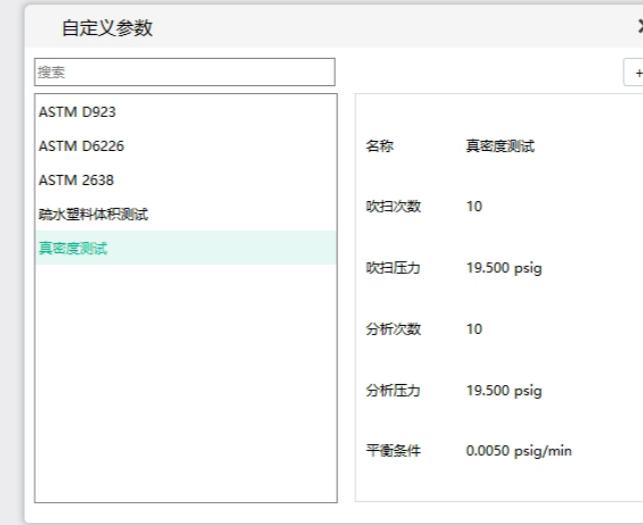 自定义参数
搜索
+
ASTM D923
ASTM D6226
ASTM 2638
疏水塑料体积测试
真密度测试
名称 真密度测试
吹扫次数 10
吹扫压力 19.500 psig
分析次数 10
分析压力 19.500 psig
平衡条件 0.0050 psig/min